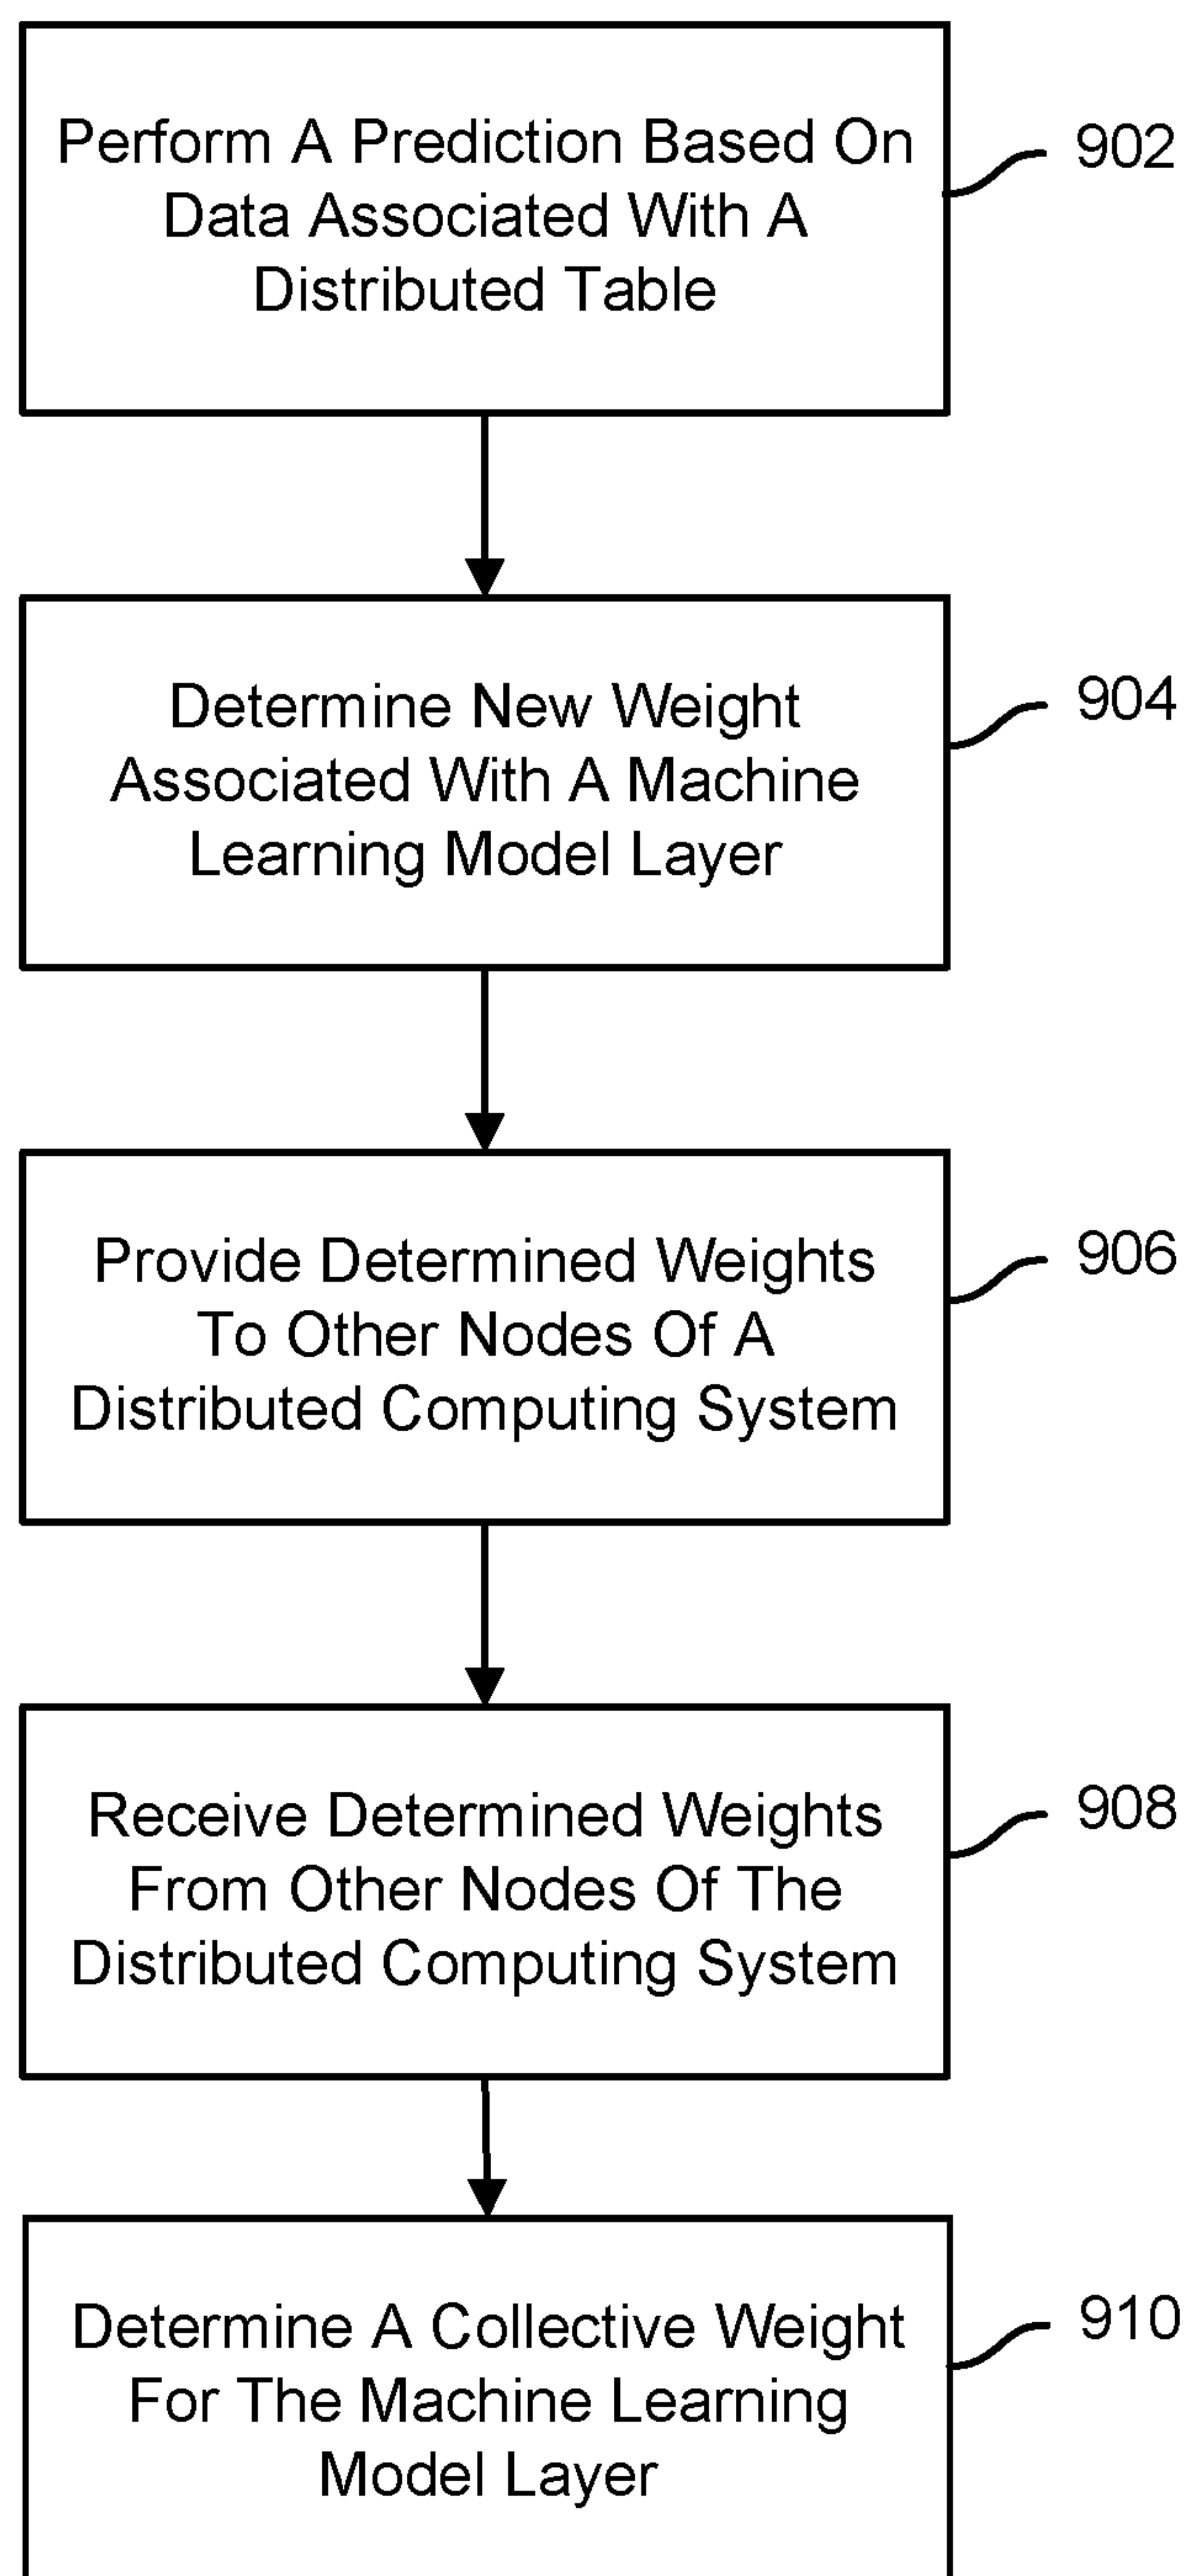 Perform A Prediction Based On
Data Associated With A
Distributed Table
902
Determine New Weight
Associated With A Machine
Learning Model Layer
904
Provide Determined Weights
To Other Nodes Of A
Distributed Computing System
906
Receive Determined Weights
From Other Nodes Of The
Distributed Computing System
908
Determine A Collective Weight
For The Machine Learning
Model Layer
910